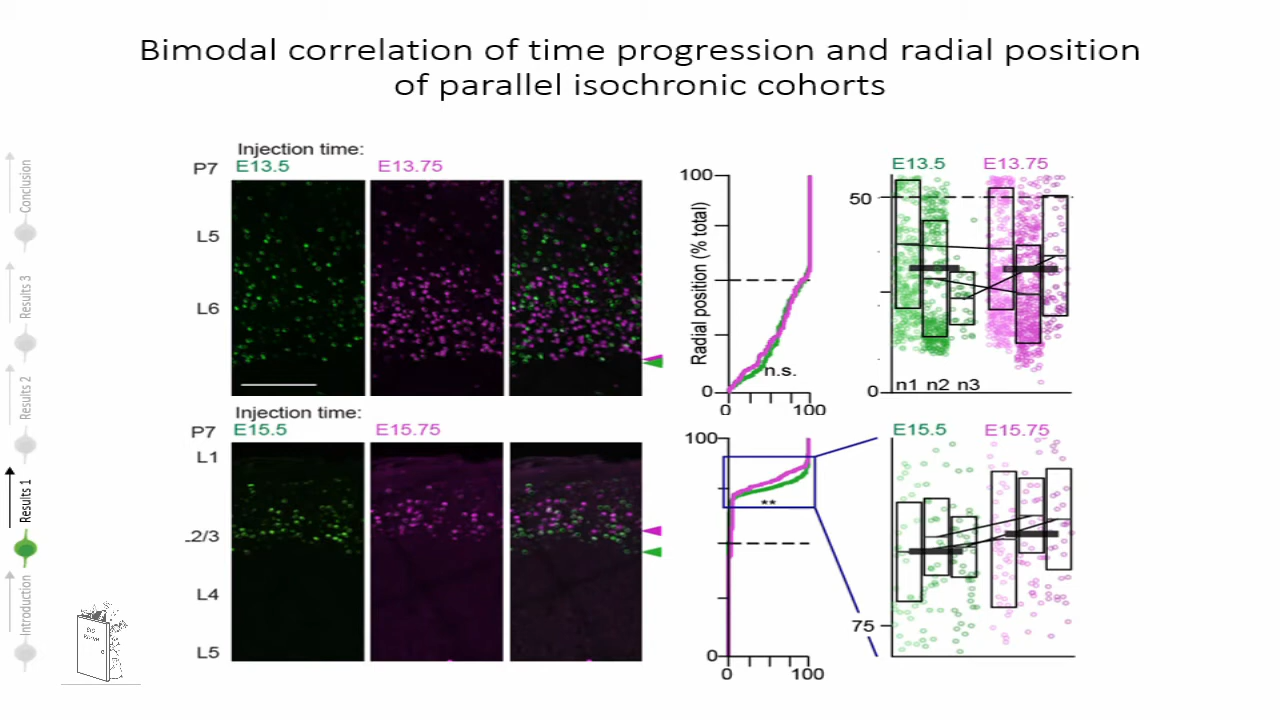 Bimodal correlation of time progression and radial position
of parallel isochronic cohorts
Conclusion
Results 3
Results 2
Results 1
Introduction
Injection time:
P7 E13.5 E13.75
L5
L6
Radial position (% total)
100
0
n.s.
0 100
E13.5 E13.75
50
0
n1 n2 n3
Injection time:
P7 E15.5 E15.75
L1
2/3
L4
L5
100
**
0
0 100
E15.5 E15.75
75